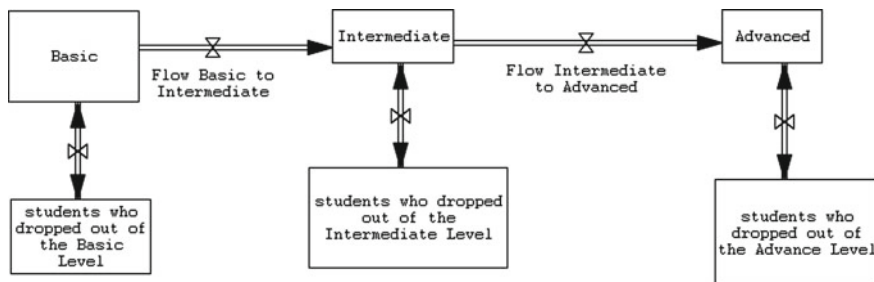 Basic
Flow Basic to
Intermediate
Intermediate
Flow Intermediate
to Advanced
Advanced
students who
dropped out of
the Basic
Level
students who dropped
out of the
Intermediate Level
students who
dropped out of
the Advance Level